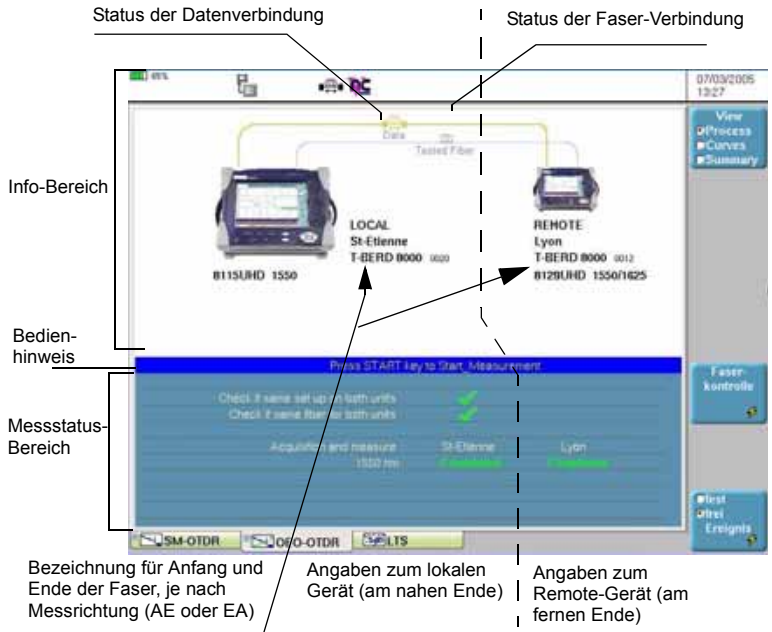 Status der Datenverbindung
Status der Faser-Verbindung
07/03/2005
13:27
View
Process
Curves
Summary
Data
Tested Fiber
Info-Bereich
LOCAL
St-Etienne
T-BERD 8000 0020
8115UHD 1550
REMOTE
Lyon
T-BERD 8000 0012
8129UHD 1550/1625
Bedien-
hinweis
Press START key to Start_Measurement
Faser-
kontrolle
Check if same set up on both units
Check if same fiber on both units
Messstatus-
Bereich
Acquisition and measure St-Etienne Lyon
1550 nm
frei
Ereignis
SM-OTDR
LTS
Bezeichnung für Anfang und
Ende der Faser, je nach
Messrichtung (AE oder EA)
Angaben zum lokalen
Gerät (am nahen Ende)
Angaben zum
Remote-Gerät (am
fernen Ende)